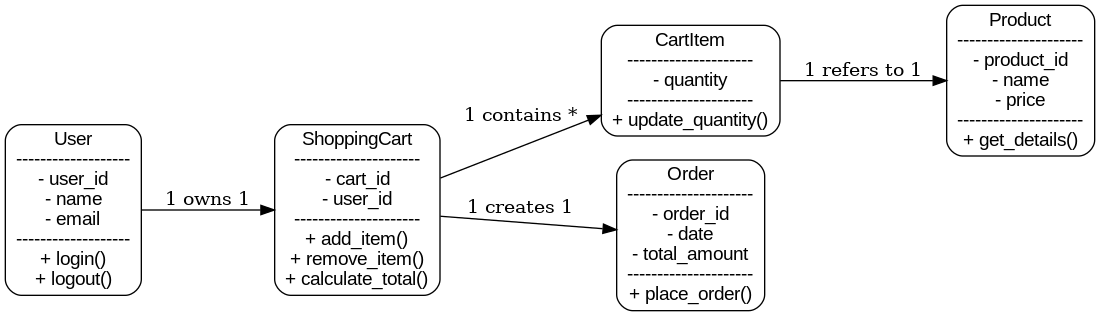 User
-------------------
- user_id
- name
- email
-------------------
+ login()
+ logout()
1 owns 1
ShoppingCart
---------------------
- cart_id
- user_id
---------------------
+ add_item()
+ remove_item()
+ calculate_total()
1 contains *
1 creates 1
CartItem
---------------------
- quantity
---------------------
+ update_quantity()
Order
---------------------
- order_id
- date
- total_amount
---------------------
+ place_order()
1 refers to 1
Product
---------------------
- product_id
- name
- price
---------------------
+ get_details()